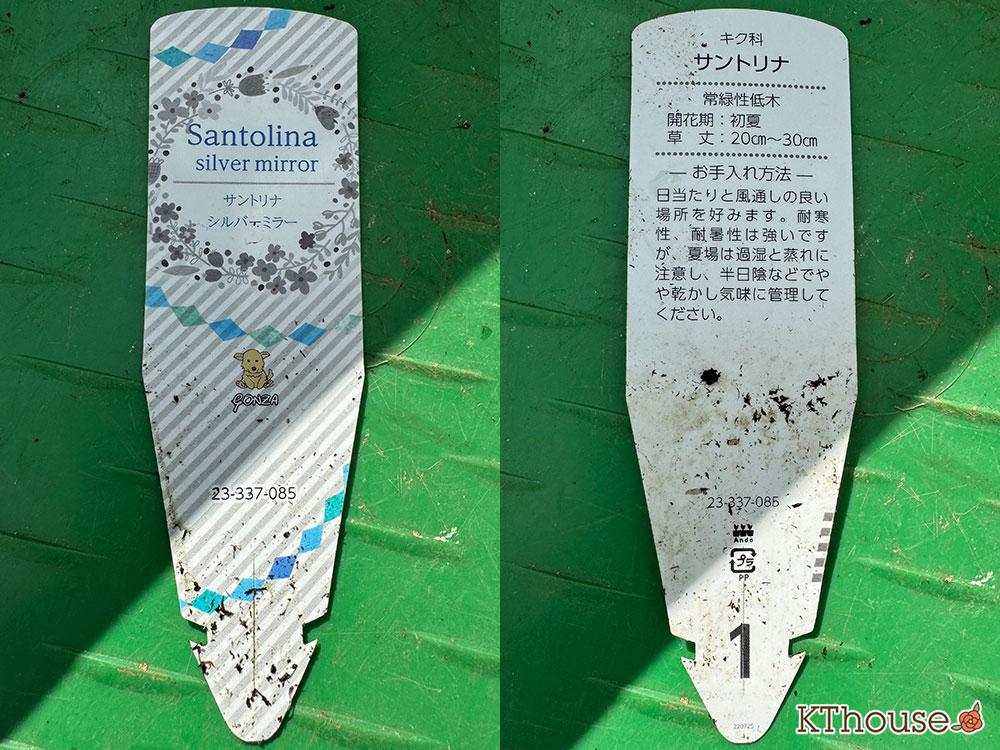 Santolina
silver mirror
サントリナ
シルバーミラー
GONZA
23-337-085
キク科
サントリナ
常緑性低木
開花期：初夏
草　丈：20㎝～30㎝
― お手入れ方法 ―
日当たりと風通しの良い
場所を好みます。耐寒
性、耐暑性は強いです
が、夏場は過湿と蒸れに
注意し、半日陰などでや
や乾かし気味に管理して
ください。
23-337-085
Andō
プラ
PP
1
220725
KThouse